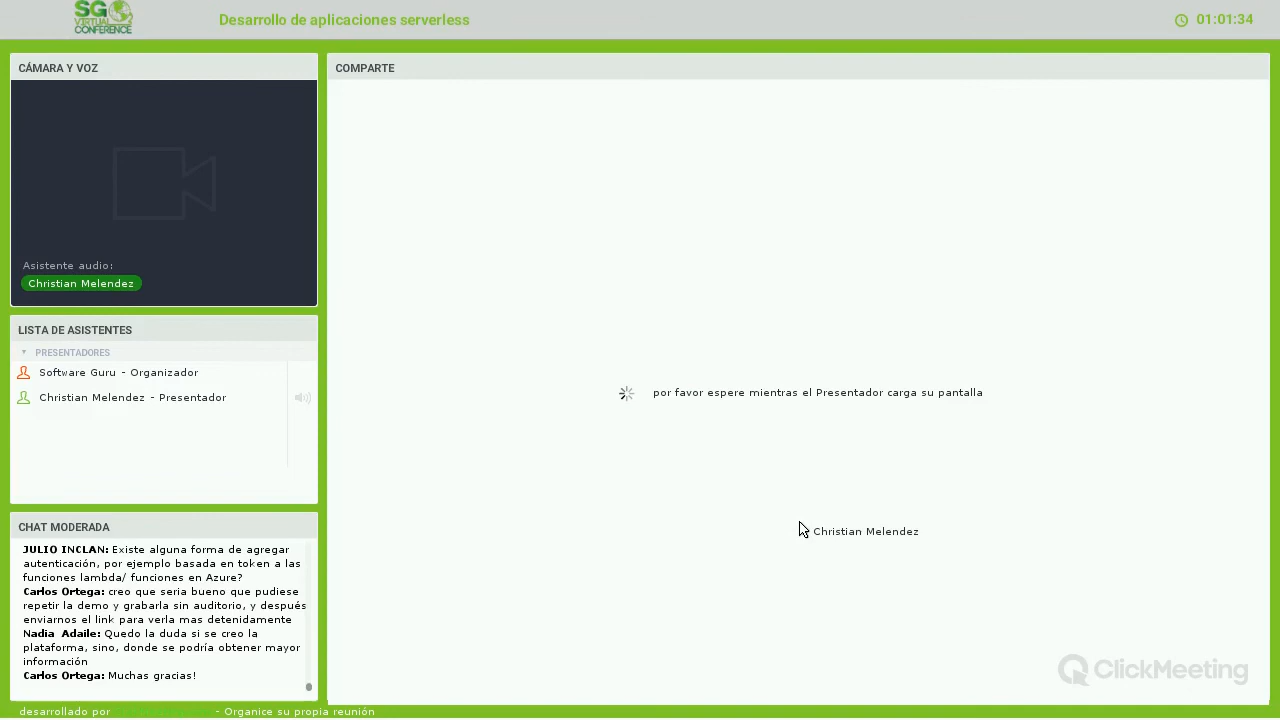 SG
VIRTUAL
CONFERENCE
Desarrollo de aplicaciones serverless
01:01:34
CÁMARA Y VOZ
Asistente audio:
Christian Melendez
LISTA DE ASISTENTES
PRESENTADORES
Software Guru - Organizador
Christian Melendez - Presentador
CHAT MODERADA
JULIO INCLAN: Existe alguna forma de agregar
autenticación, por ejemplo basada en token a las
funciones lambda/ funciones en Azure?
Carlos Ortega: creo que seria bueno que pudiese
repetir la demo y grabarla sin auditorio, y después
enviarnos el link para verla mas detenidamente
Nadia Adaile: Quedo la duda si se creo la
plataforma, sino, donde se podría obtener mayor
información
Carlos Ortega: Muchas gracias!
desarrollado por - Organice su propia reunión
COMPARTE
por favor espere mientras el Presentador carga su pantalla
Christian Melendez
ClickMeeting